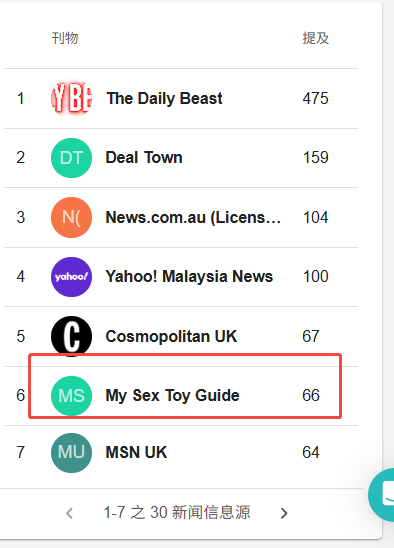 刊物 提及
1 YBE The Daily Beast 475
2 DT Deal Town 159
3 N( News.com.au (Licens... 104
4 yahoo! Yahoo! Malaysia News 100
5 C Cosmopolitan UK 67
6 MS My Sex Toy Guide 66
7 MU MSN UK 64
1-7 之 30 新闻信息源